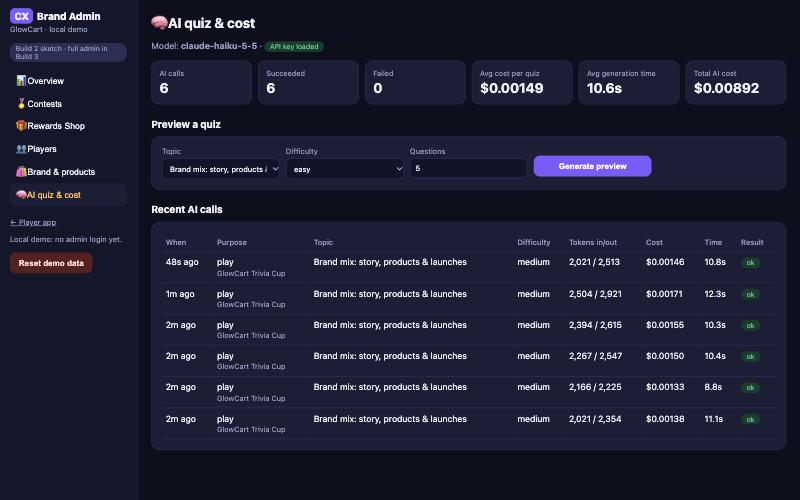 CX Brand Admin
GlowCart · local demo
Build 2 sketch · full admin in
Build 3
Overview
Contests
Rewards Shop
Players
Brand & products
AI quiz & cost
← Player app
Local demo: no admin login yet.
Reset demo data
AI quiz & cost
Model: claude-haiku-5-5 · API key loaded
AI calls
6
Succeeded
6
Failed
0
Avg cost per quiz
$0.00149
Avg generation time
10.6s
Total AI cost
$0.00892
Preview a quiz
Topic Difficulty Questions
Brand mix: story, products & easy 5 Generate preview
Recent AI calls
When Purpose Topic Difficulty Tokens in/out Cost Time Result
48s ago play Brand mix: story, products & launches medium 2,021 / 2,513 $0.00146 10.8s ok
GlowCart Trivia Cup
1m ago play Brand mix: story, products & launches medium 2,504 / 2,921 $0.00171 12.3s ok
GlowCart Trivia Cup
2m ago play Brand mix: story, products & launches medium 2,394 / 2,615 $0.00155 10.3s ok
GlowCart Trivia Cup
2m ago play Brand mix: story, products & launches medium 2,267 / 2,547 $0.00150 10.4s ok
GlowCart Trivia Cup
2m ago play Brand mix: story, products & launches medium 2,166 / 2,225 $0.00133 8.8s ok
GlowCart Trivia Cup
2m ago play Brand mix: story, products & launches medium 2,021 / 2,354 $0.00138 11.1s ok
GlowCart Trivia Cup